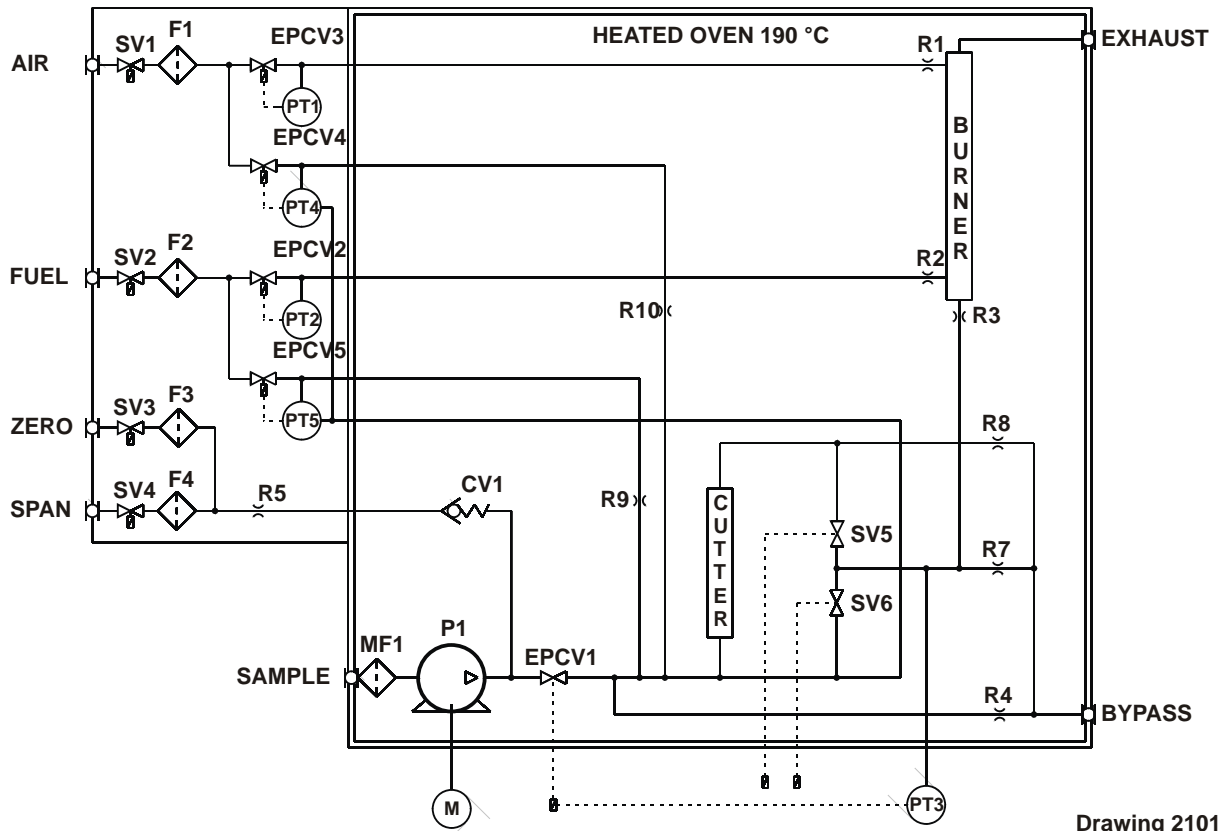 HEATED OVEN 190 °C
EXHAUST
AIR
SV1
F1
EPCV3
R1
PT1
EPCV4
PT4
BURNER
FUEL
SV2
F2
EPCV2
R2
PT2
R10
R3
EPCV5
PT5
ZERO
SV3
F3
R8
SPAN
SV4
F4
R5
CV1
R9
CUTTER
SV5
R7
SV6
SAMPLE
MF1
P1
EPCV1
R4
BYPASS
M
PT3
Drawing 2101